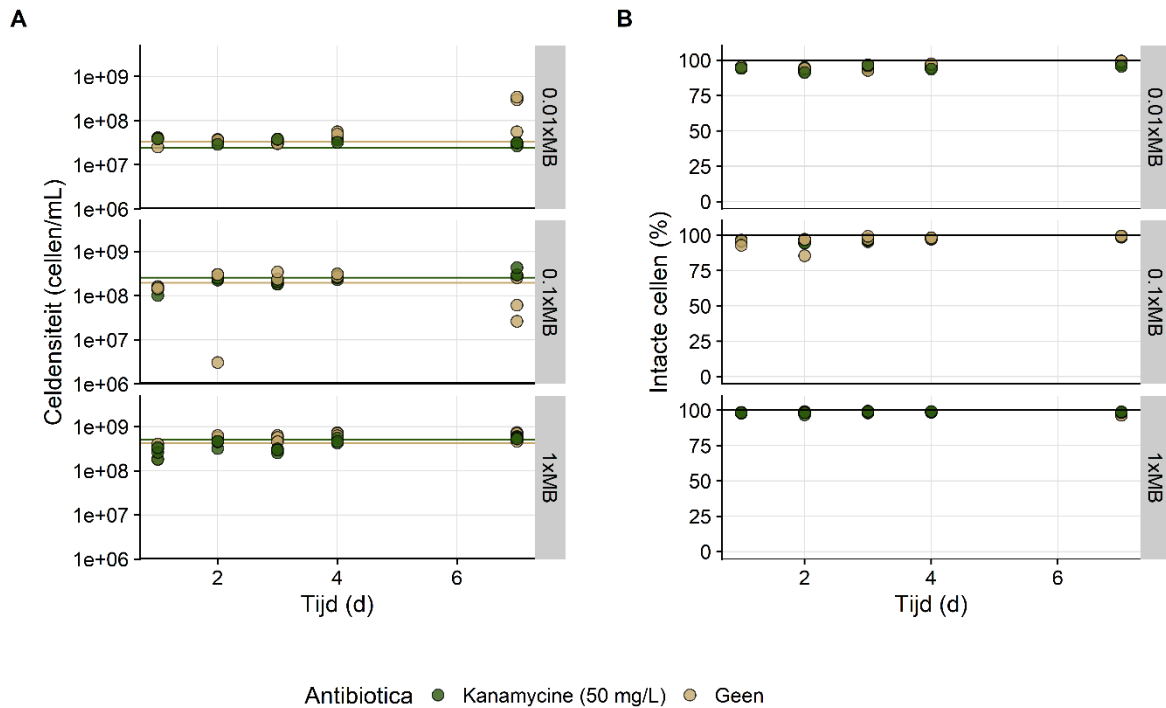 A
1e+09
1e+08
1e+07
1e+06
0.01xMB
1e+09
1e+08
1e+07
1e+06
0.1xMB
1e+09
1e+08
1e+07
1e+06
1xMB
Celdensiteit (cellen/mL)
2 4 6
Tijd (d)
B
100
75
50
25
0
0.01xMB
100
75
50
25
0
0.1xMB
100
75
50
25
0
1xMB
Intacte cellen (%)
2 4 6
Tijd (d)
Antibiotica Kanamycine (50 mg/L) Geen